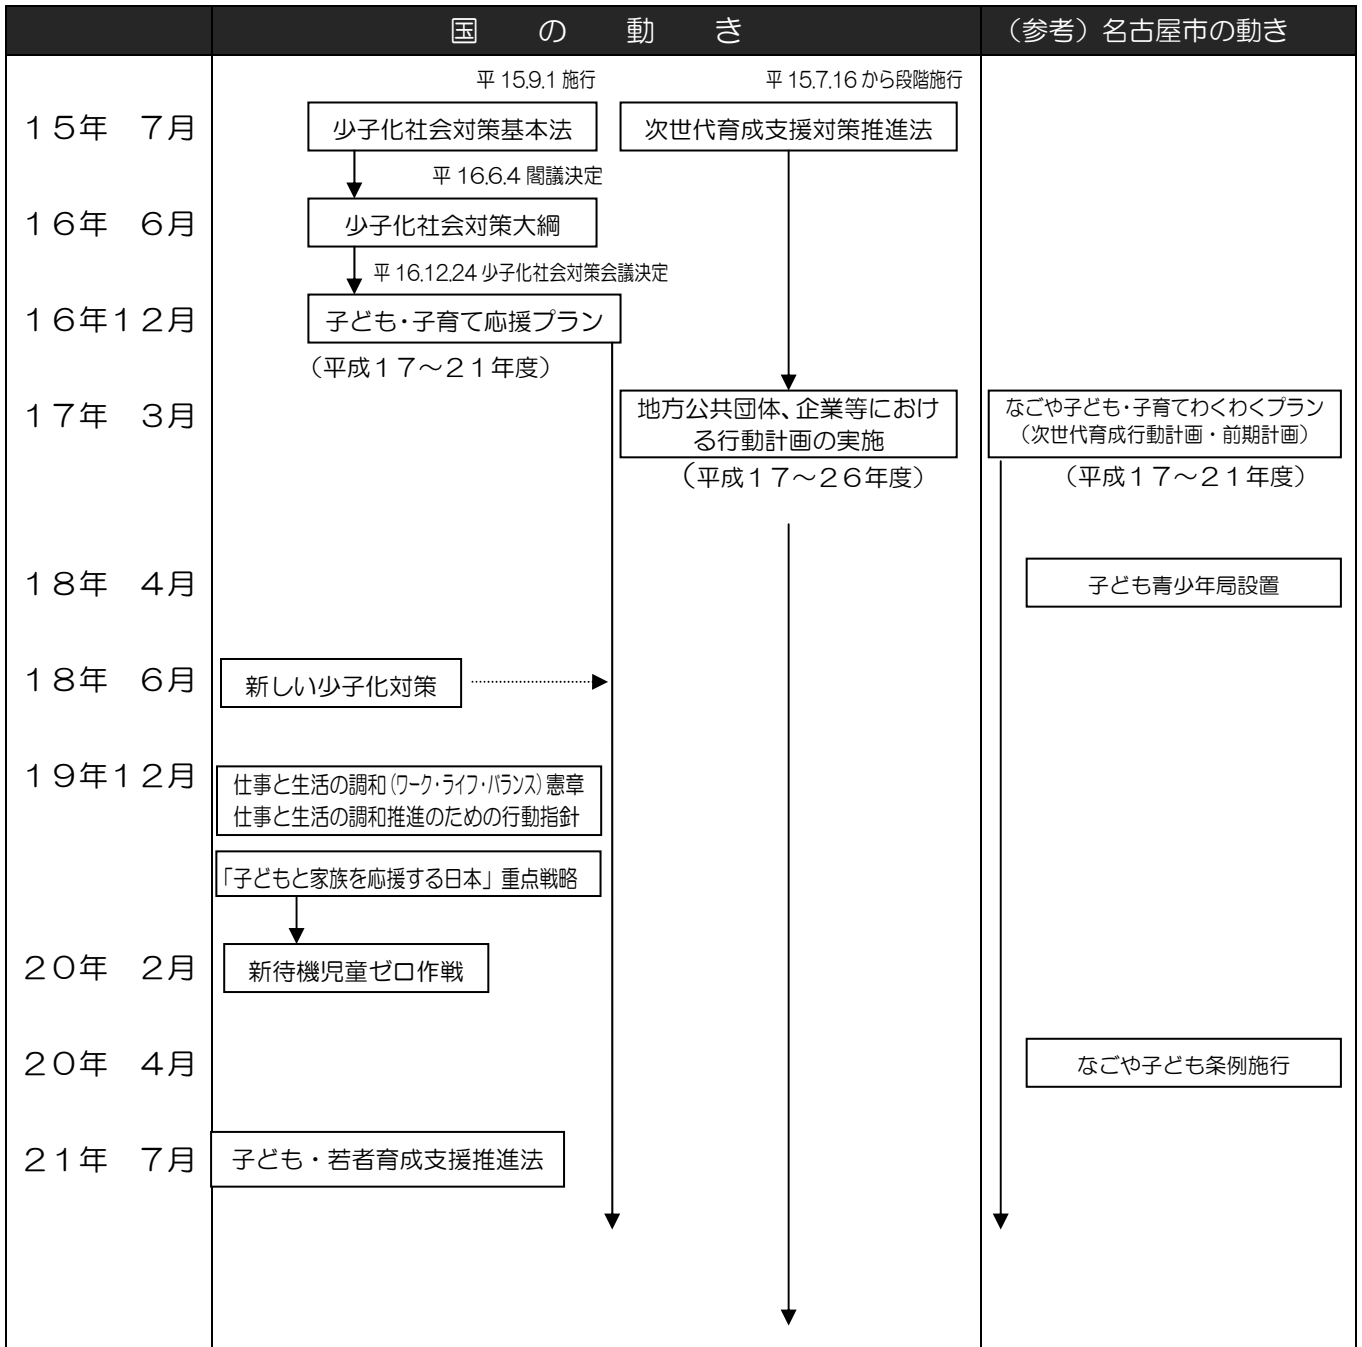 国の動き
（参考）名古屋市の動き
平 15.9.1 施行
平 15.7.16 から段階施行
１５年　７月
少子化社会対策基本法
次世代育成支援対策推進法
平 16.6.4 閣議決定
１６年　６月
少子化社会対策大綱
平 16.12.24 少子化社会対策会議決定
１６年１２月
子ども・子育て応援プラン
（平成１７～２１年度）
１７年　３月
地方公共団体、企業等におけ
る行動計画の実施
（平成１７～２６年度）
なごや子ども・子育てわくわくプラン
（次世代育成行動計画・前期計画）
（平成１７～２１年度）
１８年　４月
子ども青少年局設置
１８年　６月
新しい少子化対策
１９年１２月
仕事と生活の調和(ワーク・ライフ・バランス)憲章
仕事と生活の調和推進のための行動指針
「子どもと家族を応援する日本」重点戦略
２０年　２月
新待機児童ゼロ作戦
２０年　４月
なごや子ども条例施行
２１年　７月
子ども・若者育成支援推進法